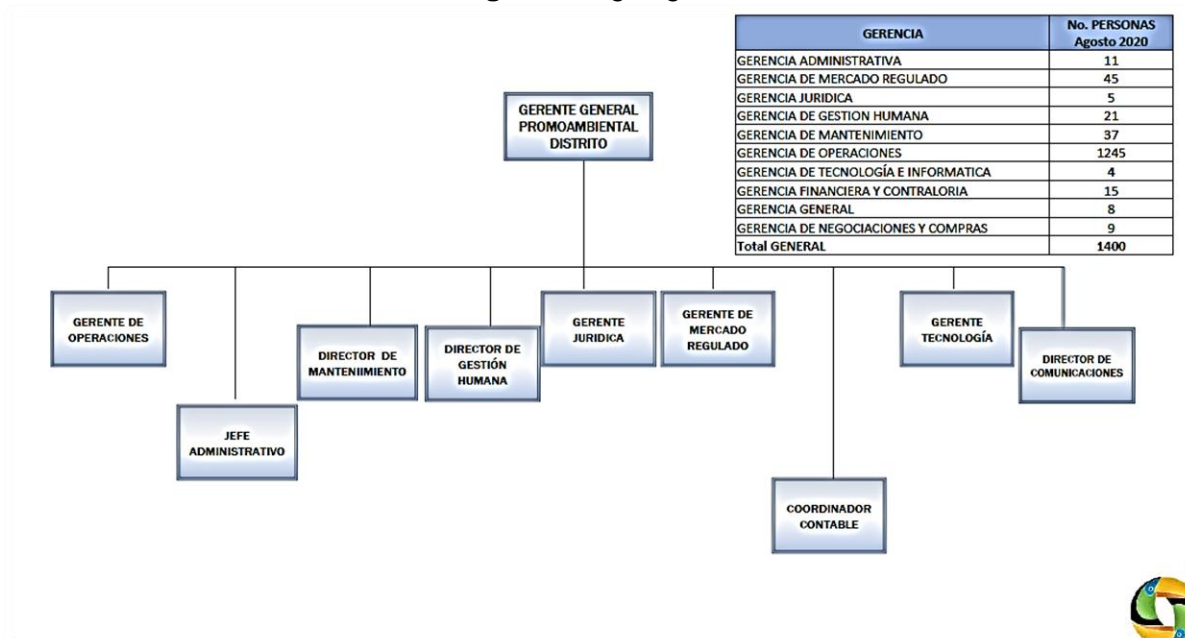 GERENCIA No. PERSONAS Agosto 2020
GERENCIA ADMINISTRATIVA 11
GERENCIA DE MERCADO REGULADO 45
GERENCIA JURIDICA 5
GERENCIA DE GESTION HUMANA 21
GERENCIA DE MANTENIMIENTO 37
GERENCIA DE OPERACIONES 1245
GERENCIA DE TECNOLOGÍA E INFORMATICA 4
GERENCIA FINANCIERA Y CONTRALORIA 15
GERENCIA GENERAL 8
GERENCIA DE NEGOCIACIONES Y COMPRAS 9
Total GENERAL 1400
GERENTE GENERAL
PROMOAMBIENTAL
DISTRITO
GERENTE DE
OPERACIONES
JEFE
ADMINISTRATIVO
DIRECTOR DE
MANTENIIMIENTO
DIRECTOR DE
GESTIÓN
HUMANA
GERENTE
JURIDICA
GERENTE DE
MERCADO
REGULADO
COORDINADOR
CONTABLE
GERENTE
TECNOLOGÍA
DIRECTOR DE
COMUNICACIONES